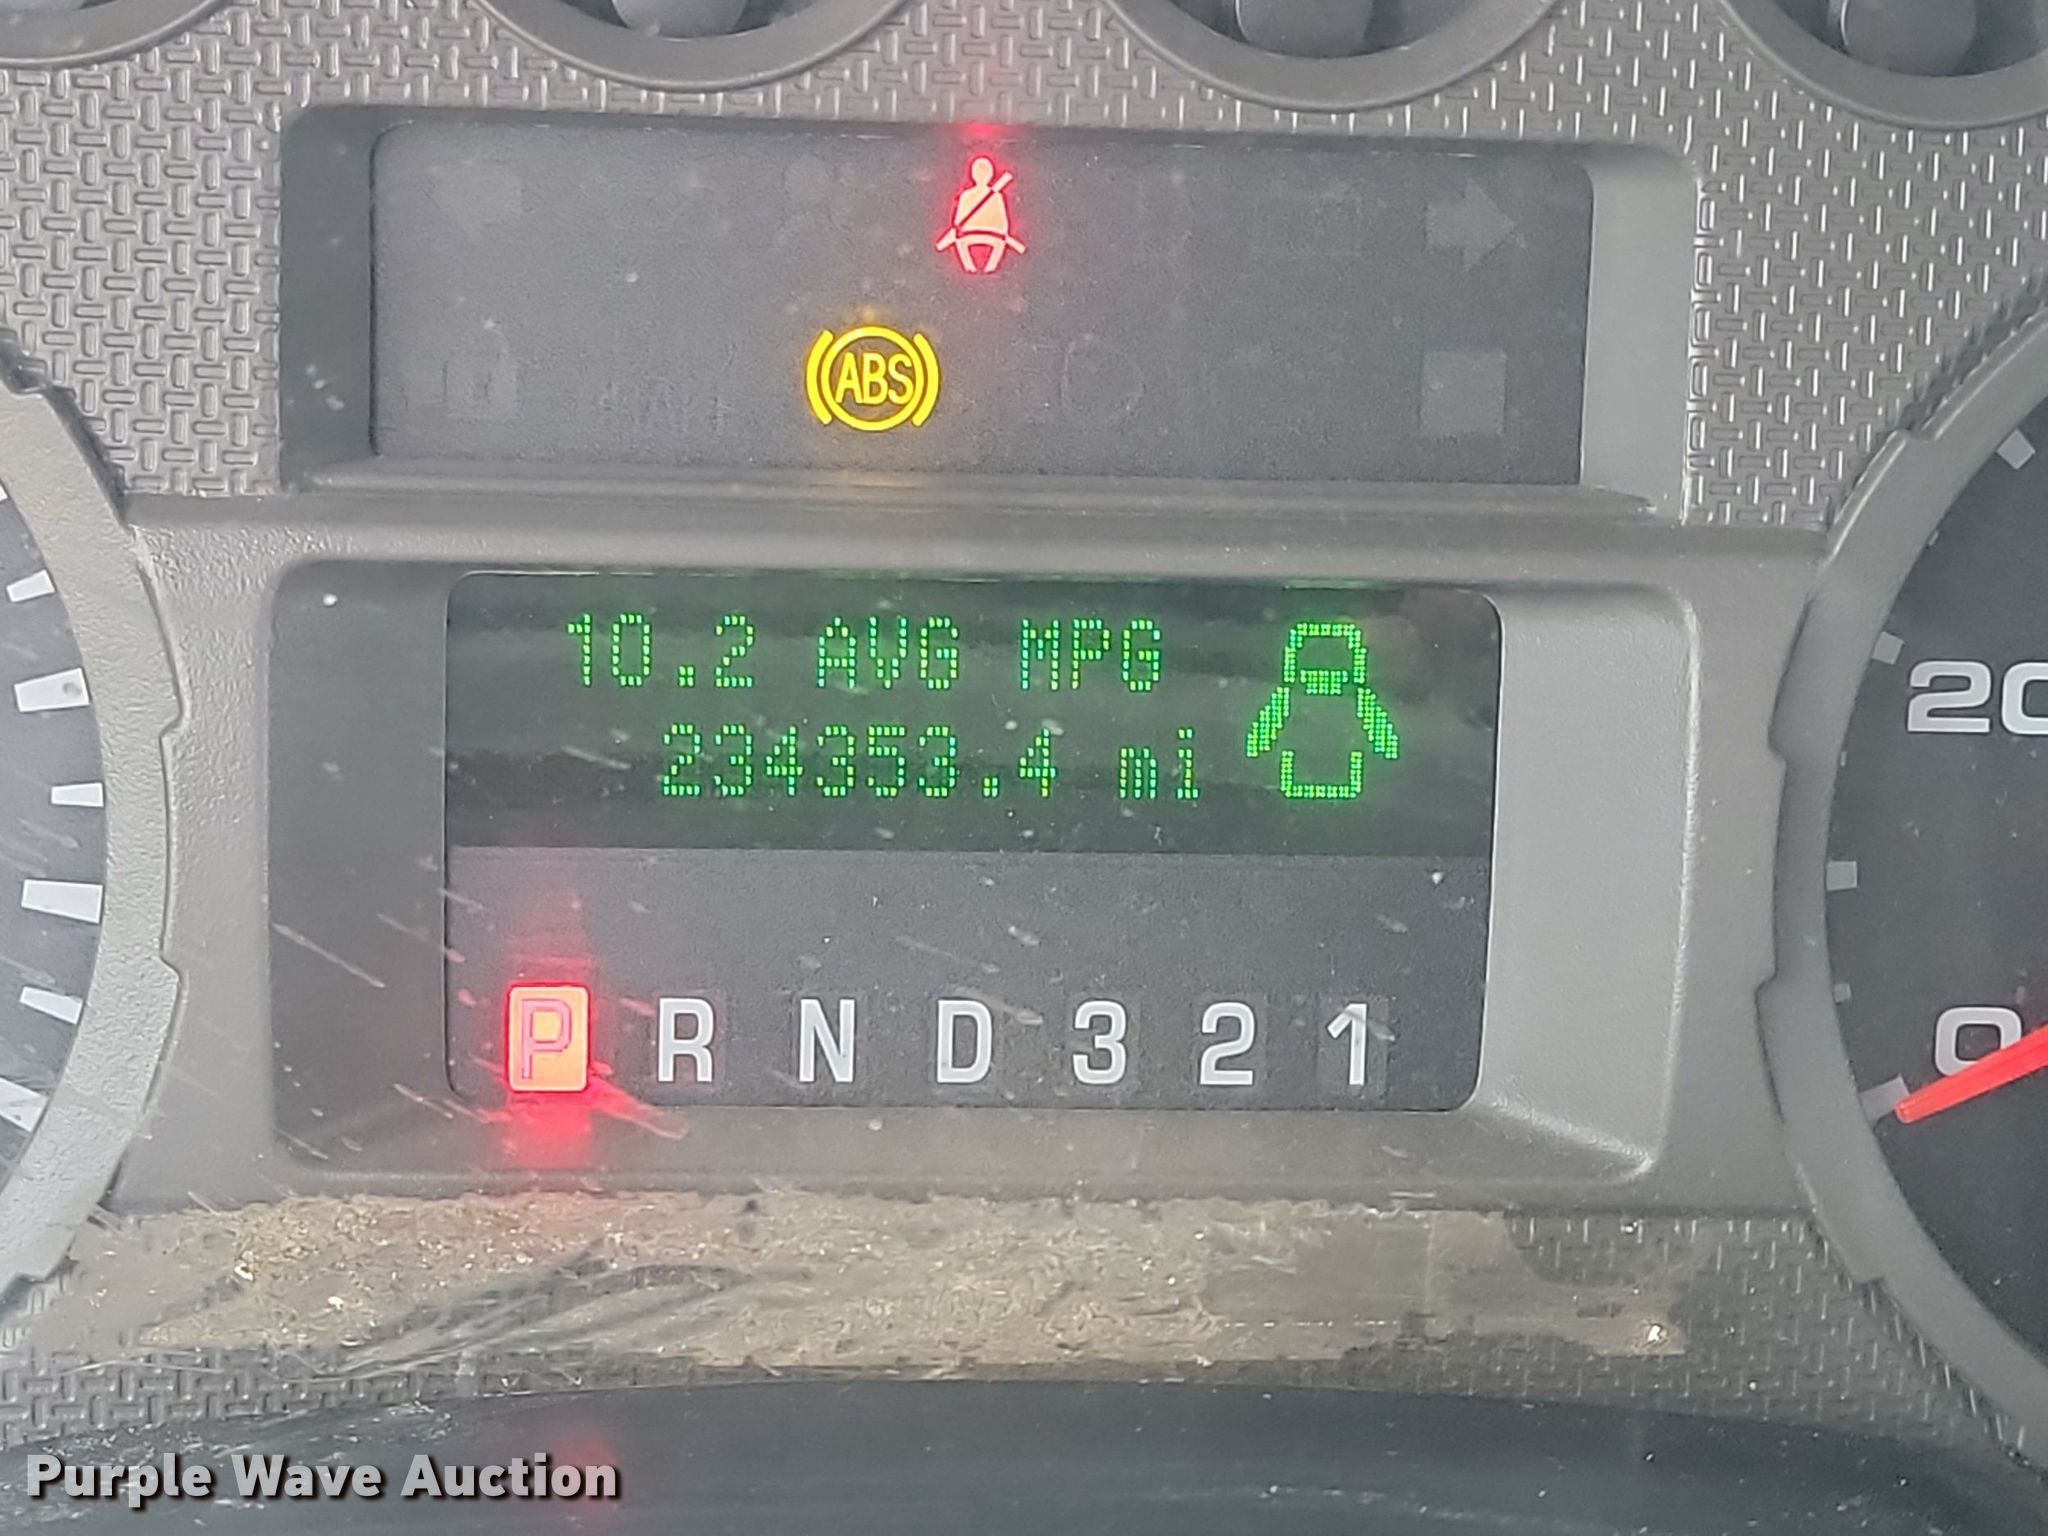 ABS
10.2 AVG MPG
234353.4 mi
P R N D 3 2 1
20
0
Purple Wave Auction